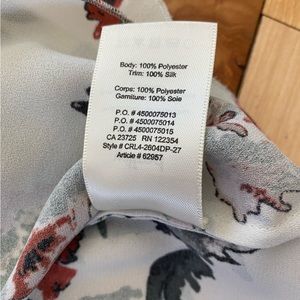 Body: 100% Polyester
Trim: 100% Silk
Corps: 100% Polyester
Garniture: 100% Soie
P.O. # 4500075013
P.O. # 4500075014
P.O. # 4500075015
CA 23725 RN 122354
Style # CRL4-2604DP-27
Article # 62957